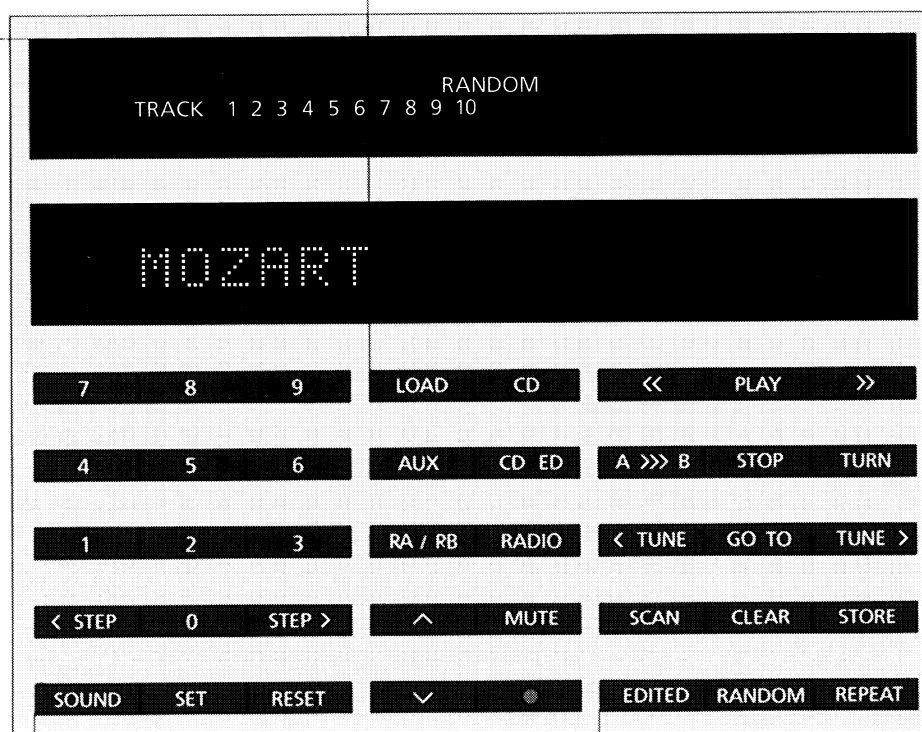 RANDOM
TRACK 1 2 3 4 5 6 7 8 9 10
MOZART
7 8 9 LOAD CD << PLAY >>
4 5 6 AUX CD ED A >>> B STOP TURN
1 2 3 RA / RB RADIO < TUNE GO TO TUNE >
< STEP 0 STEP > ^ MUTE SCAN CLEAR STORE
SOUND SET RESET EDITED RANDOM REPEAT